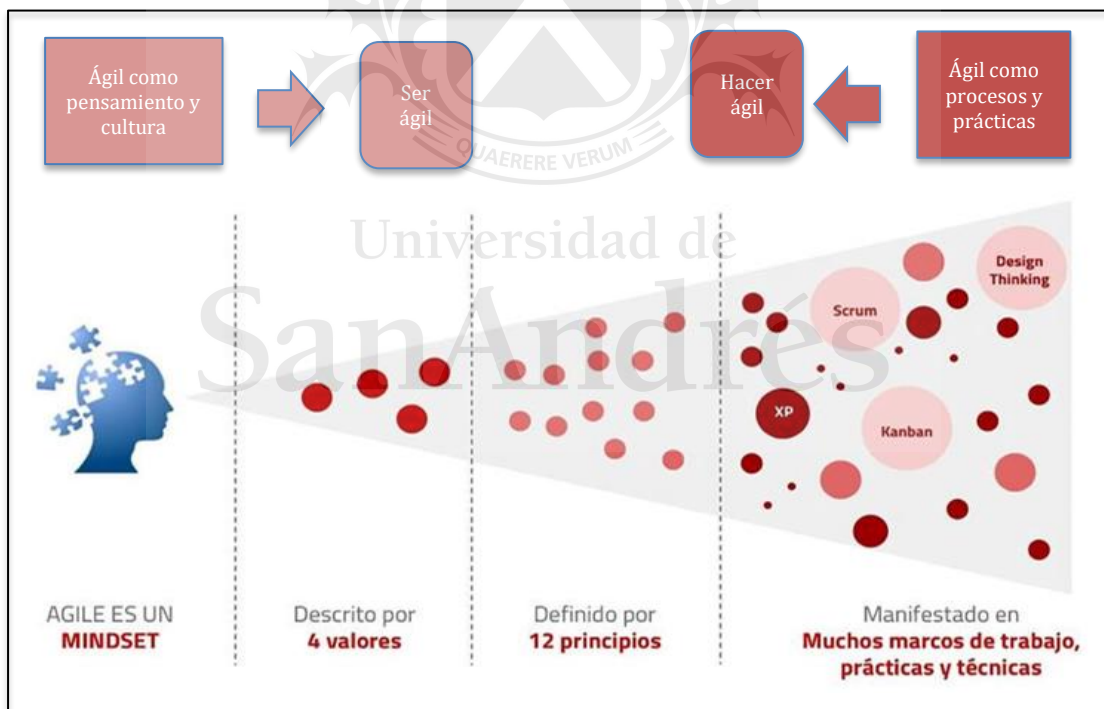 Ágil como
pensamiento y
cultura
Ser
ágil
Hacer
ágil
Ágil como
procesos y
prácticas
QUAERERE VERUM
Universidad de
SanAndrés
Design
Thinking
Scrum
XP
Kanban
AGILE ES UN
MINDSET
Descrito por
4 valores
Definido por
12 principios
Manifestado en
Muchos marcos de trabajo,
prácticas y técnicas